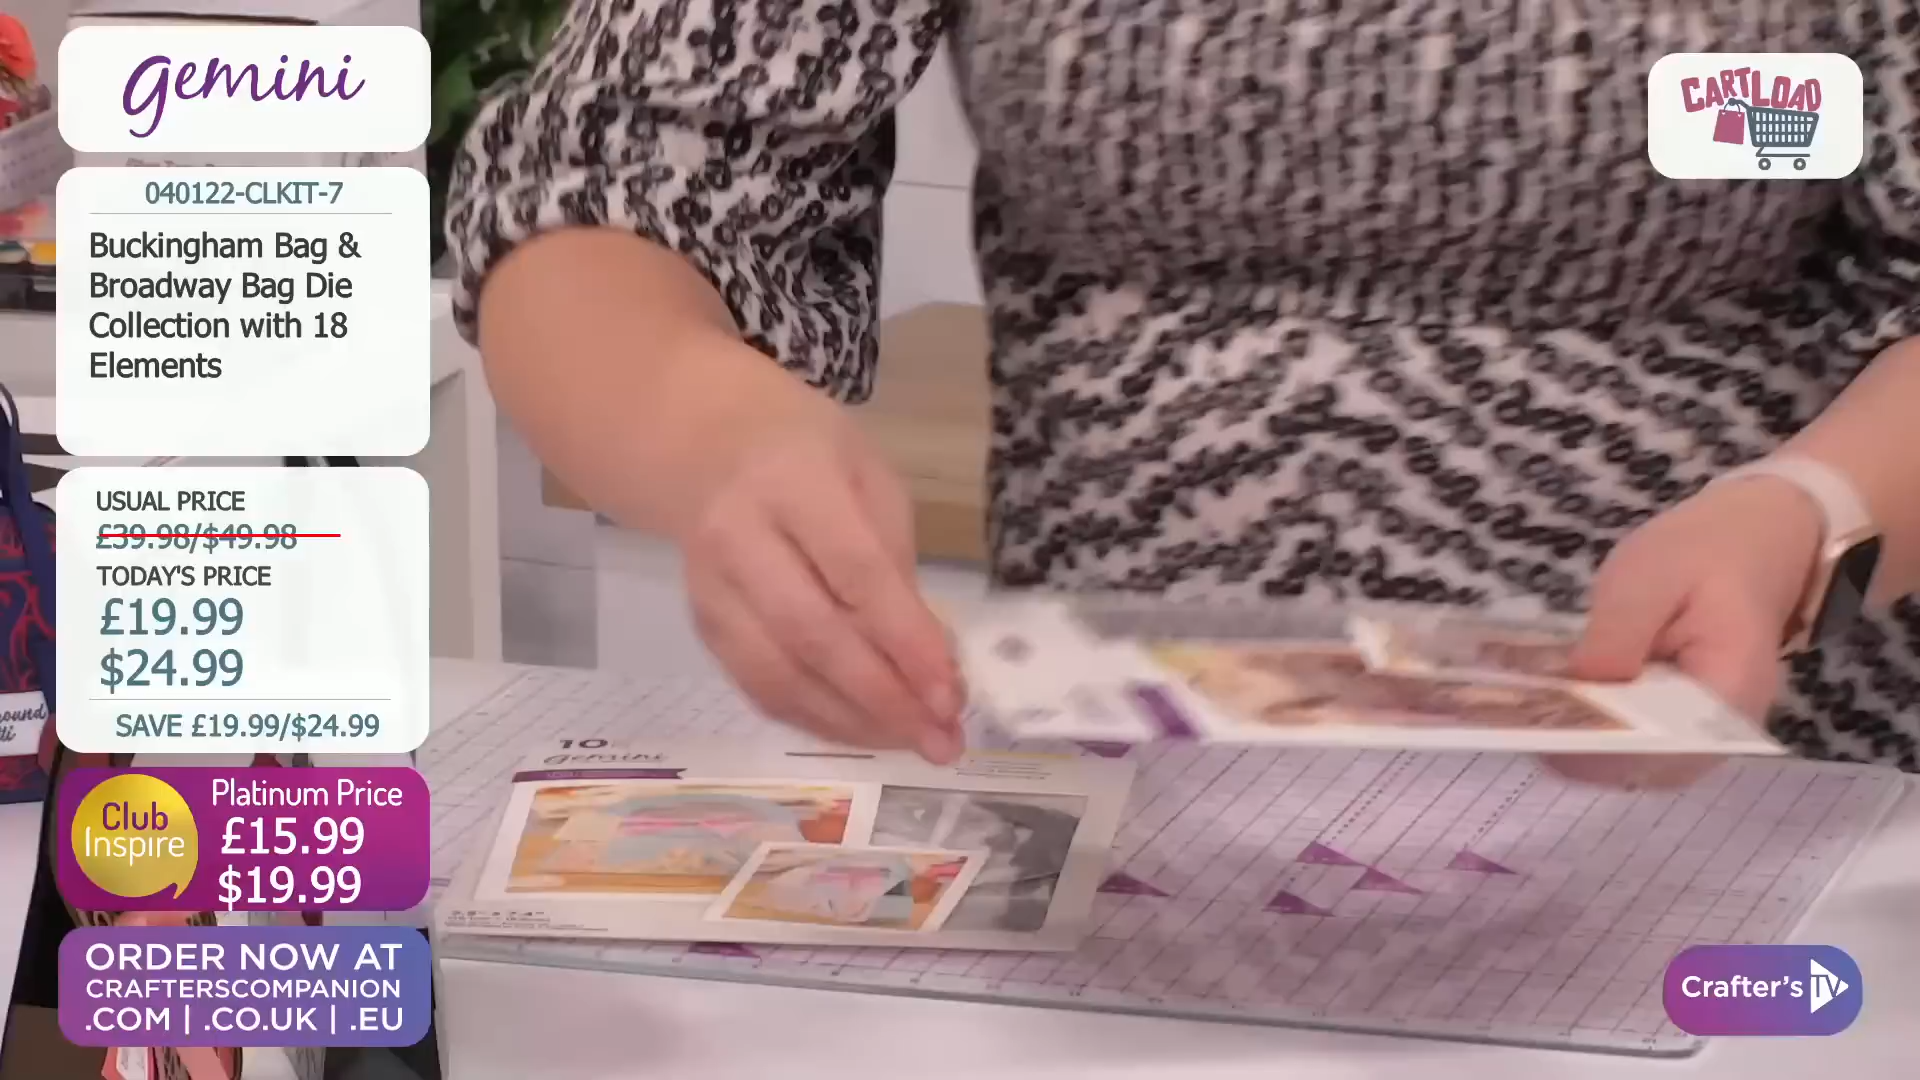 gemini
040122-CLKIT-7
Buckingham Bag &
Broadway Bag Die
Collection with 18
Elements
USUAL PRICE
£39.98/$49.98
TODAY'S PRICE
£19.99
$24.99
SAVE £19.99/$24.99
Club
Inspire
Platinum Price
£15.99
$19.99
ORDER NOW AT
CRAFTERSCOMPANION
.COM | .CO.UK | .EU
CARTLOAD
10
gemini
Crafter's TV